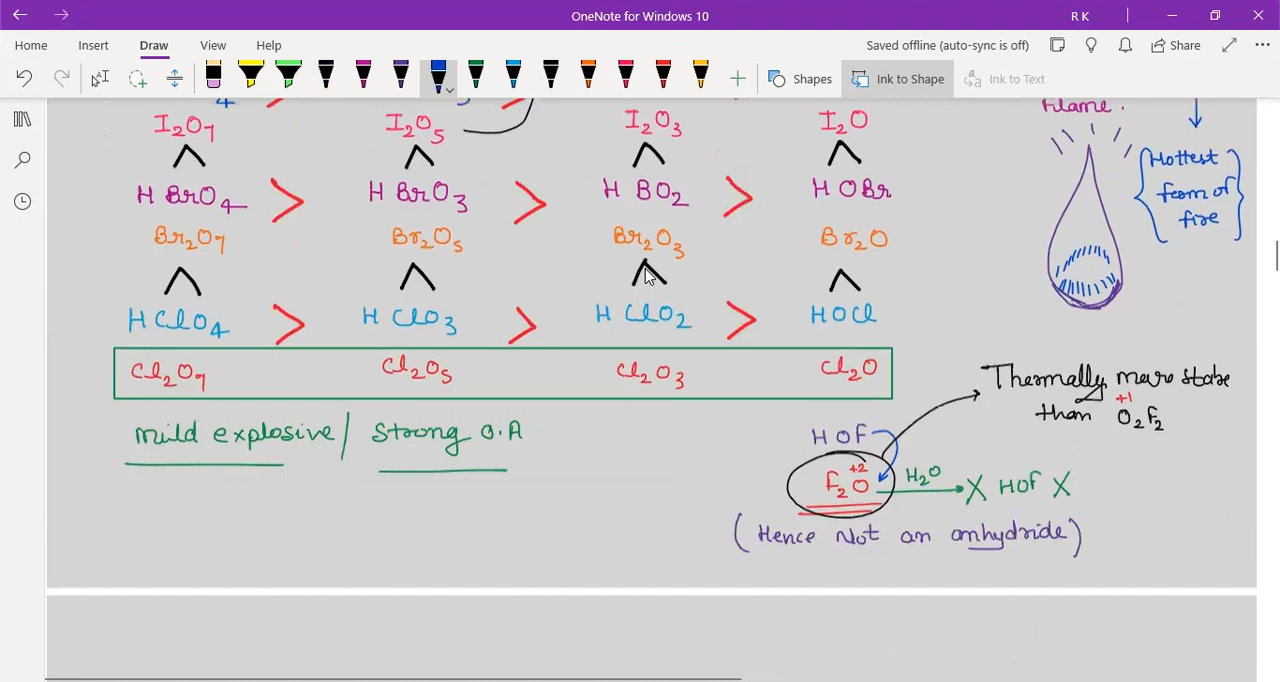 OneNote for Windows 10
R K
Home Insert Draw View Help
Saved offline (auto-sync is off)
Share
Shapes
Ink to Shape
Ink to Text
I2O7 I2O5 I2O3 I2O
Flame.
Hottest
form of
fire
H BrO4 > H BrO3 > H BO2 > H OBr
Br2O7 Br2O5 Br2O3 Br2O
H ClO4 > H ClO3 > H ClO2 > HOCl
Cl2O7 Cl2O5 Cl2O3 Cl2O
Thermally more stabe
than +1 O2F2
mild explosive / Strong O.A
HOF
F2O +2 H2O X HOF X
(Hence Not an anhydride)